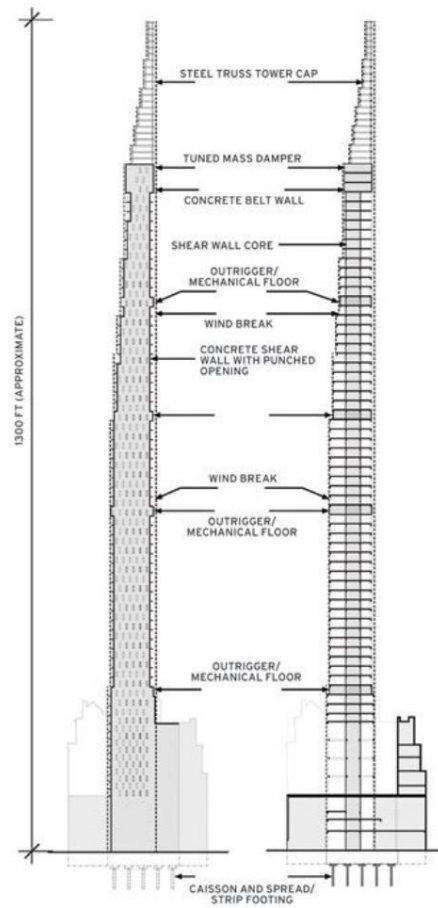 STEEL TRUSS TOWER CAP
TUNED MASS DAMPER
CONCRETE BELT WALL
SHEAR WALL CORE
OUTRIGGER/
MECHANICAL FLOOR
WIND BREAK
CONCRETE SHEAR
WALL WITH PUNCHED
OPENING
1300 FT (APPROXIMATE)
WIND BREAK
OUTRIGGER/
MECHANICAL FLOOR
OUTRIGGER/
MECHANICAL FLOOR
CAISSON AND SPREAD/
STRIP FOOTING